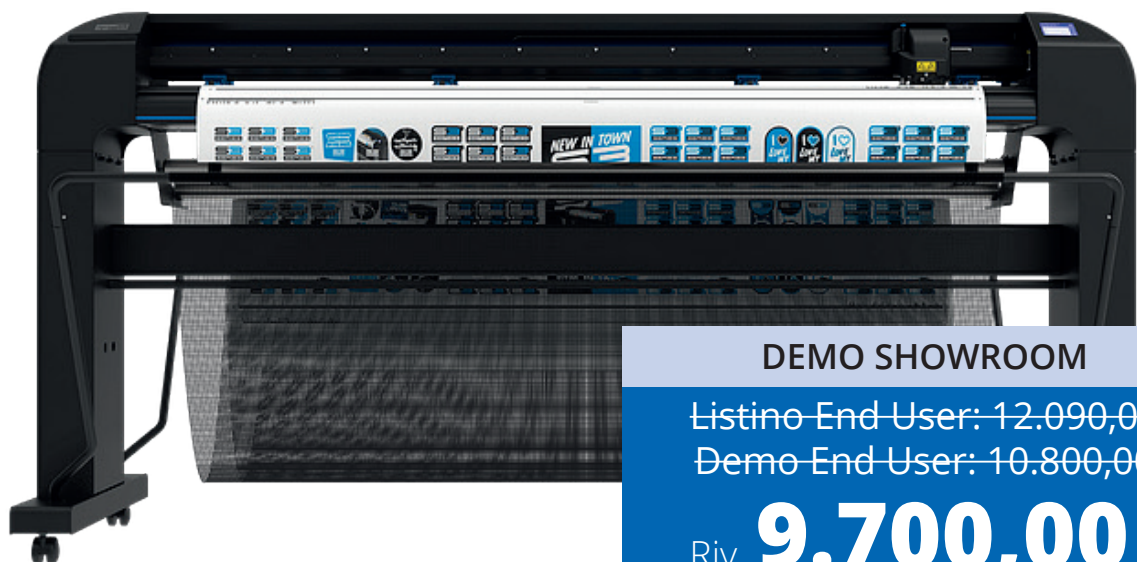 NEW IN TOWN
DEMO SHOWROOM
Listino End User: 12.090,0
Demo End User: 10.800,0
Riv. 9.700,00